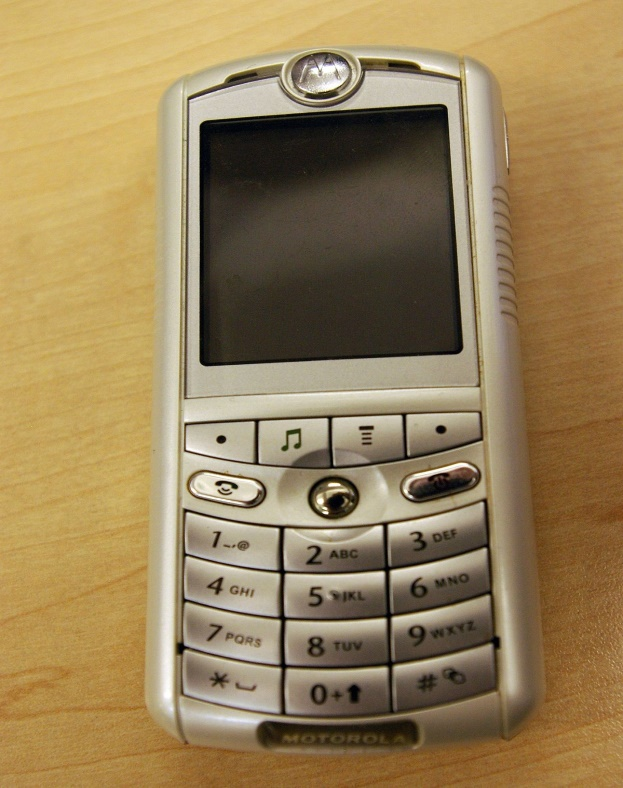 1 _,@
2 ABC
3 DEF
4 GHI
5 JKL
6 MNO
7 PQRS
8 TUV
9 WXYZ
*
0 +
#
MOTOROLA